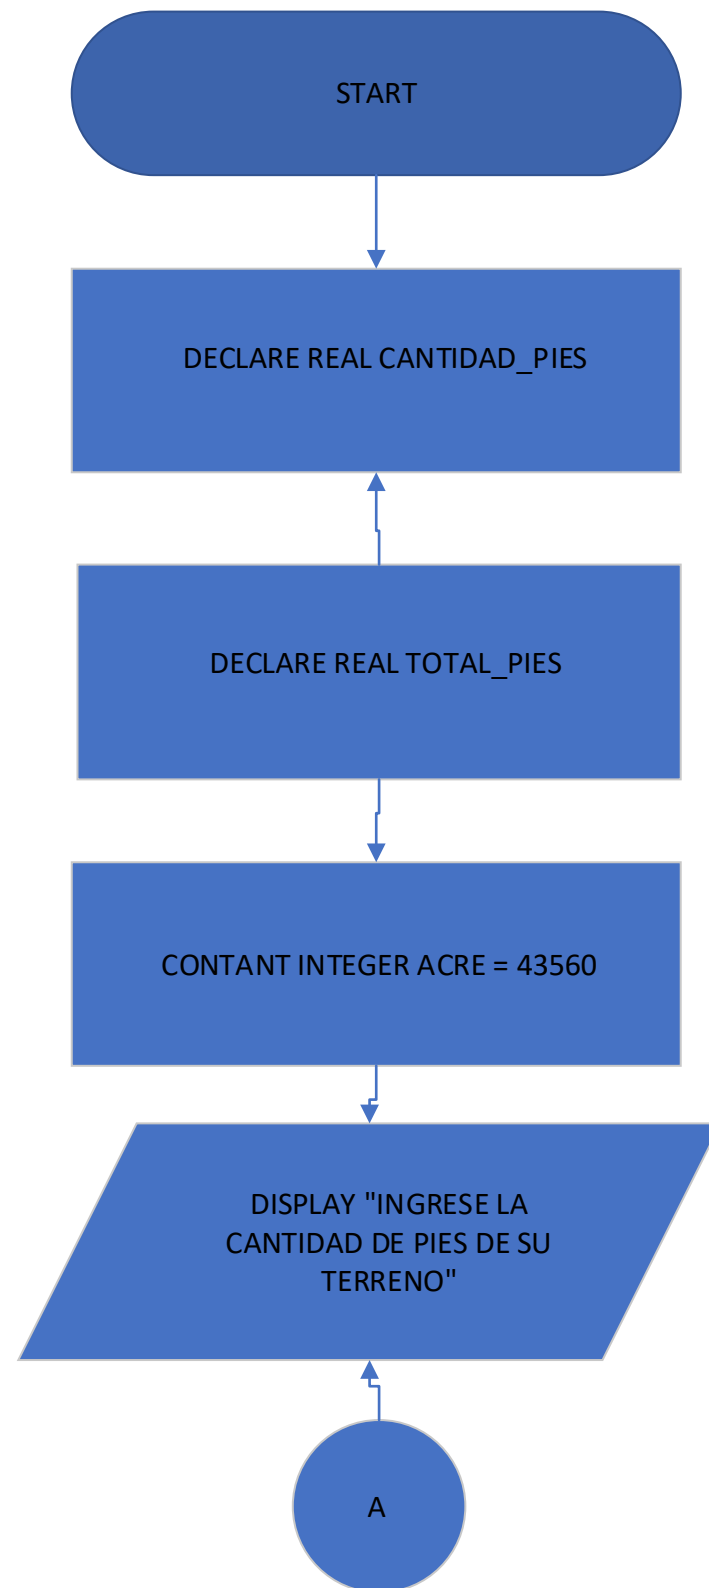 START
DECLARE REAL CANTIDAD_PIES
DECLARE REAL TOTAL_PIES
CONTANT INTEGER ACRE = 43560
DISPLAY "INGRESE LA
CANTIDAD DE PIES DE SU
TERRENO"
A